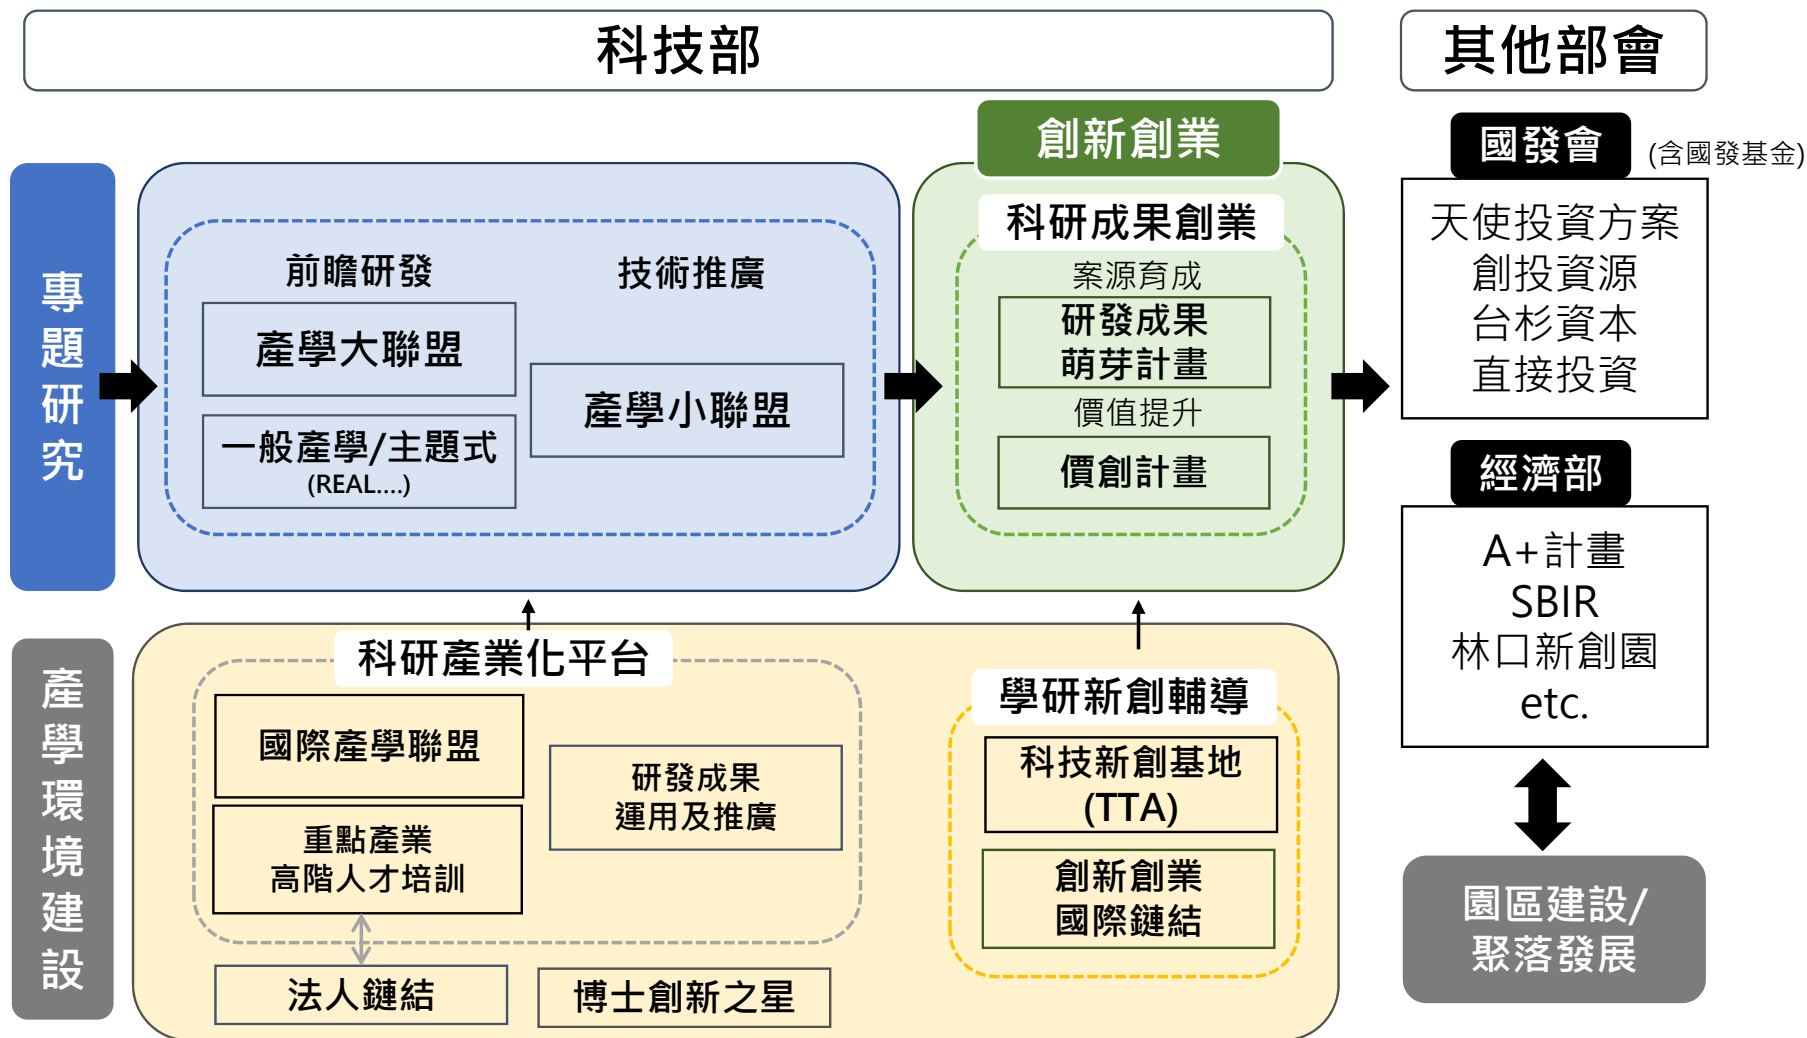 科技部
其他部會
專題研究
前瞻研發
技術推廣
產學大聯盟
產學小聯盟
一般產學/主題式
(REAL....)
創新創業
科研成果創業
案源育成
研發成果
萌芽計畫
價值提升
價創計畫
國發會
(含國發基金)
天使投資方案
創投資源
台杉資本
直接投資
經濟部
A+計畫
SBIR
林口新創園
etc.
產學環境建設
科研產業化平台
國際產學聯盟
重點產業
高階人才培訓
研發成果
運用及推廣
法人鏈結
博士創新之星
學研新創輔導
科技新創基地
(TTA)
創新創業
國際鏈結
園區建設/
聚落發展